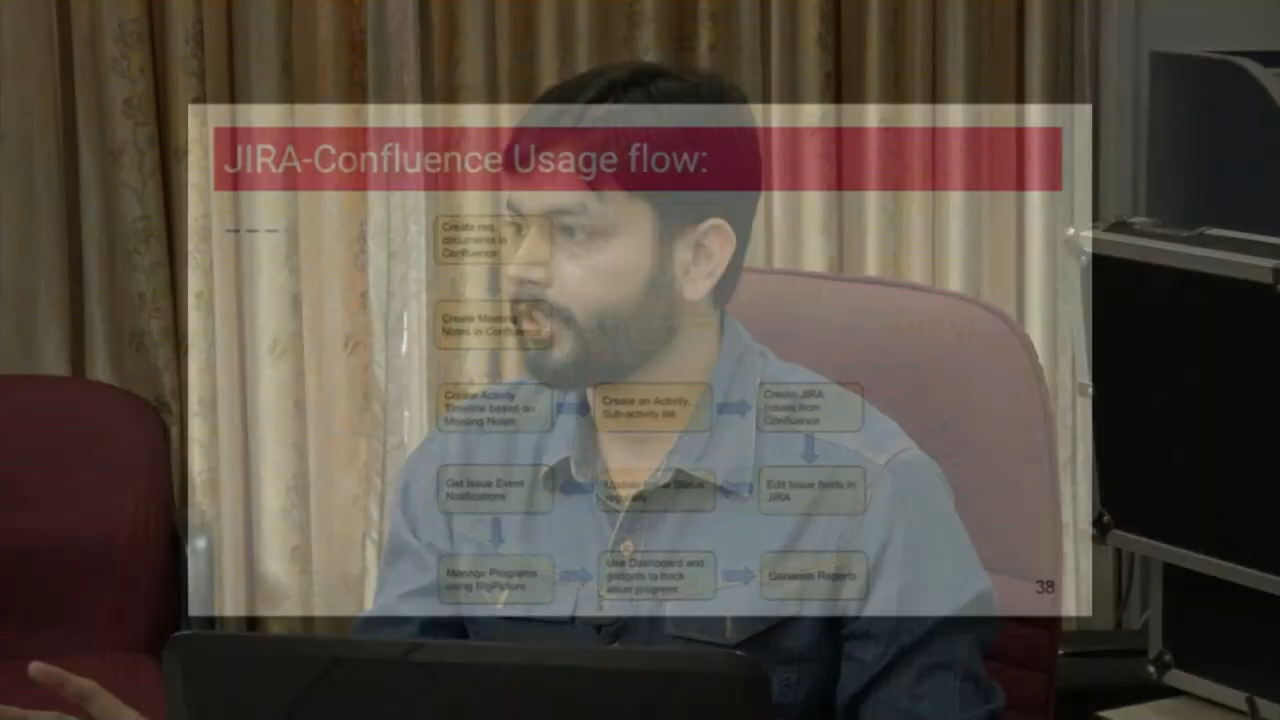 JIRA-Confluence Usage flow:
Create req.
documents in
Confluence
Create Meeting
Notes in Confluence
Create Activity
Timeline based on
Meeting Notes
Create an Activity,
Sub-activity list
Create JIRA
Issues from
Confluence
Get Issue Event
Notifications
Update Status
Edit Issue fields in
JIRA
Manage Programs
using BigPicture
Use Dashboard and
gadgets to track
issue progress
Generate Reports
38